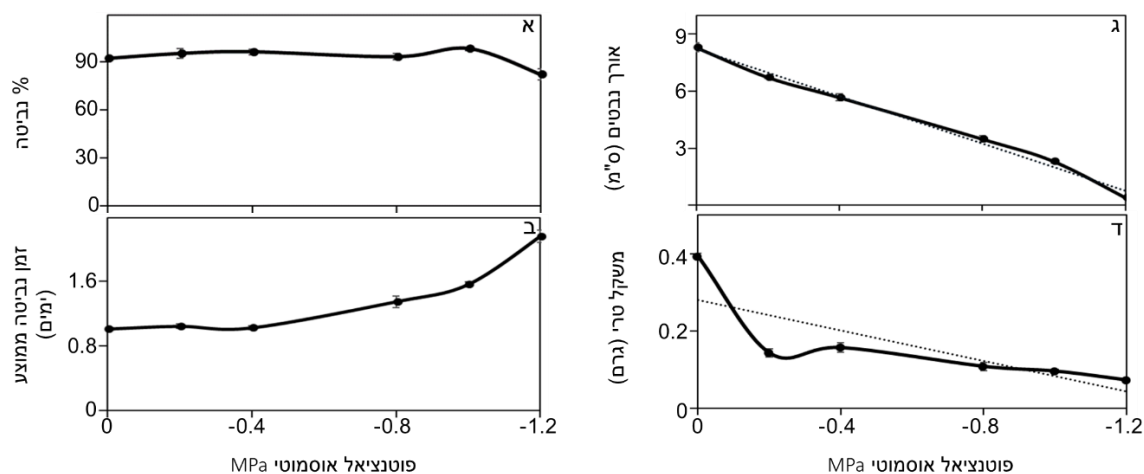 א
90
60
30
0
% נביטה
ב
1.6
0.8
0
זמן נביטה ממוצע
(ימים)
0
-0.4
-0.8
-1.2
פוטנציאל אוסמוטי MPa
ג
9
6
3
אורך נבטים (ס"מ)
ד
0.4
0.2
0
משקל טרי (גרם)
0
-0.4
-0.8
-1.2
פוטנציאל אוסמוטי MPa